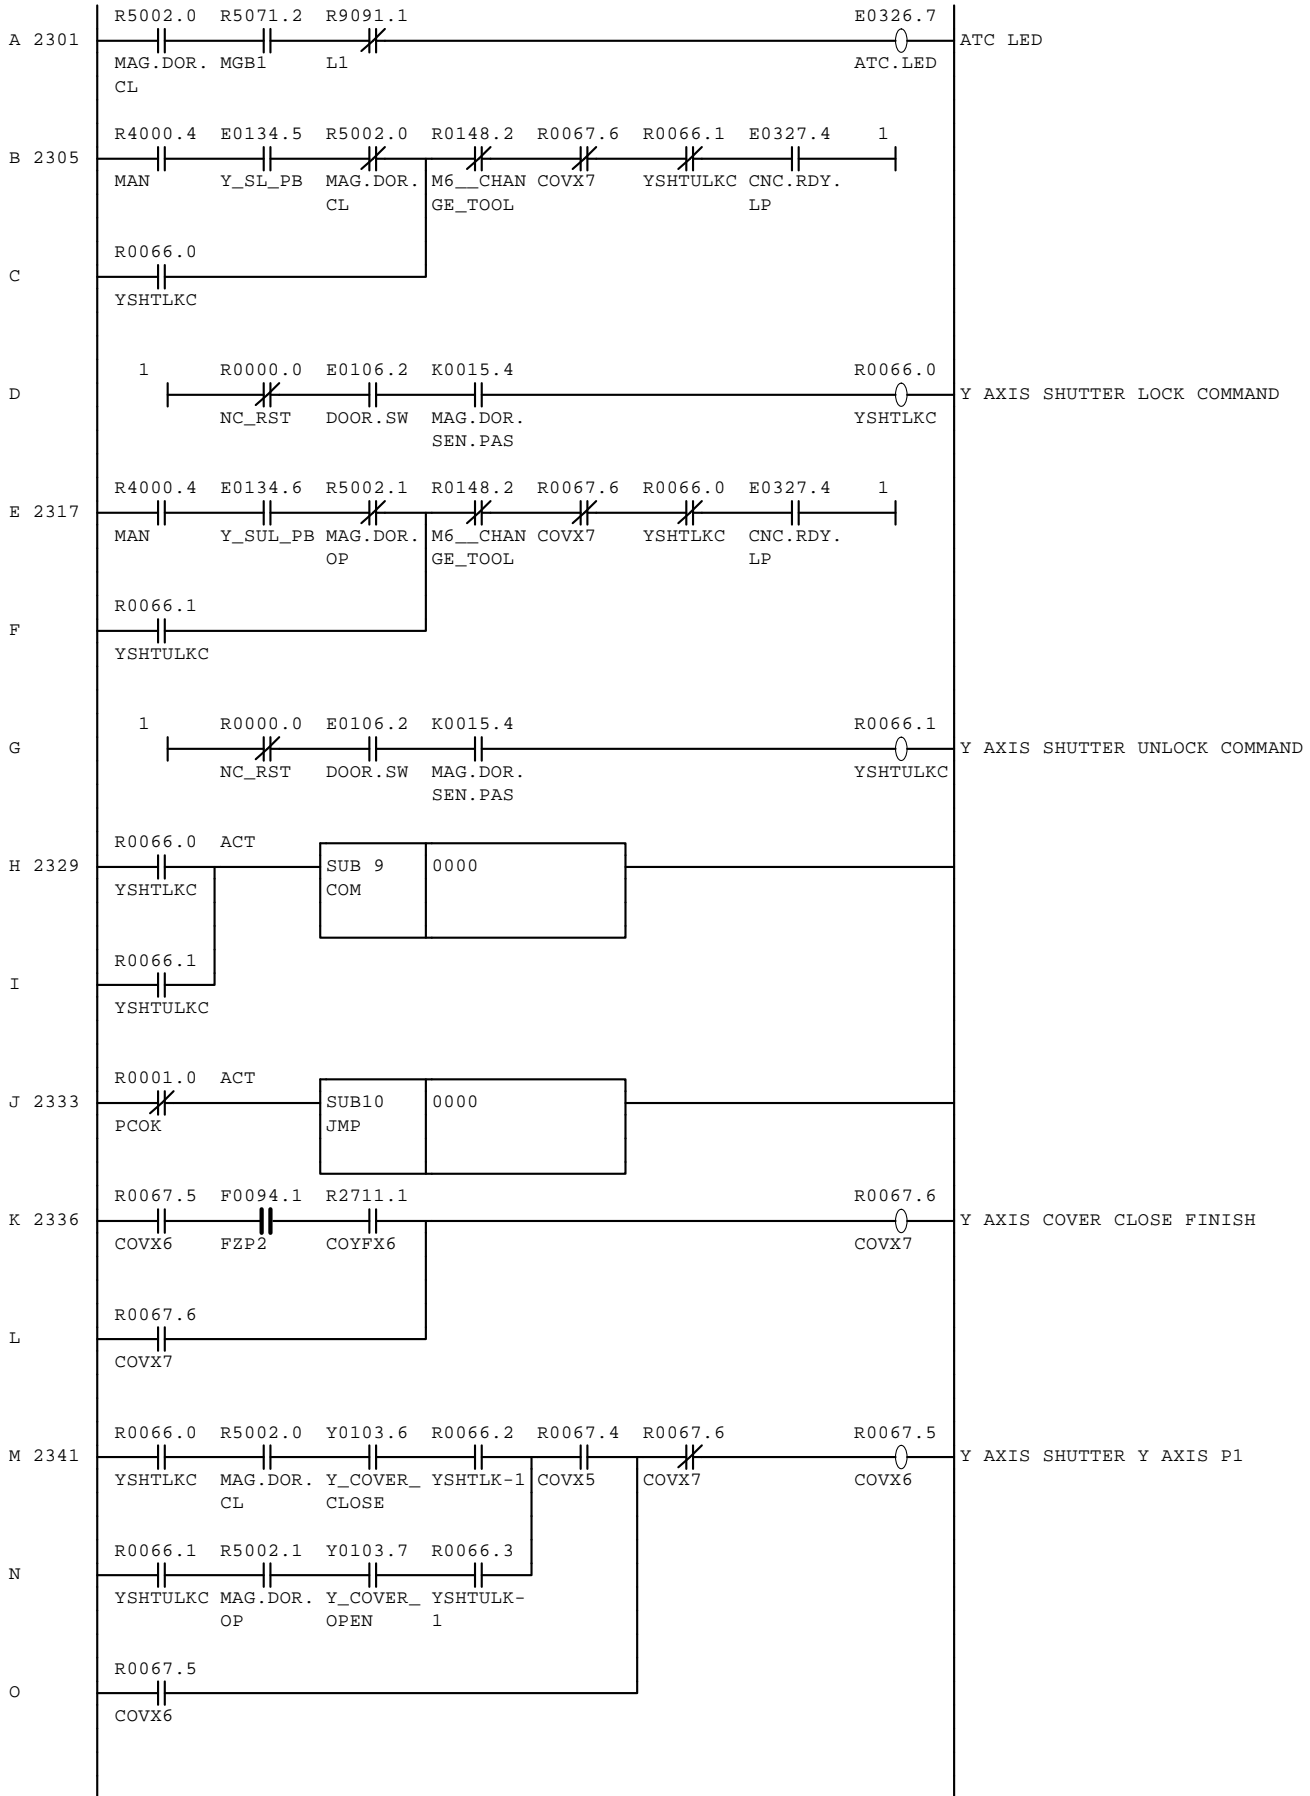 R5002.0 R5071.2 R9091.1 E0326.7
A 2301 ATC LED
MAG.DOR. MGB1 L1 ATC.LED
CL
R4000.4 E0134.5 R5002.0 R0148.2 R0067.6 R0066.1 E0327.4 1
B 2305
MAN Y_SL_PB MAG.DOR. M6__CHAN COVX7 YSHTULKC CNC.RDY.
CL GE_TOOL LP
R0066.0
C
YSHTLKC
1 R0000.0 E0106.2 K0015.4 R0066.0
D Y AXIS SHUTTER LOCK COMMAND
NC_RST DOOR.SW MAG.DOR. YSHTLKC
SEN.PAS
R4000.4 E0134.6 R5002.1 R0148.2 R0067.6 R0066.0 E0327.4 1
E 2317
MAN Y_SUL_PB MAG.DOR. M6__CHAN COVX7 YSHTLKC CNC.RDY.
OP GE_TOOL LP
R0066.1
F
YSHTULKC
1 R0000.0 E0106.2 K0015.4 R0066.1
G Y AXIS SHUTTER UNLOCK COMMAND
NC_RST DOOR.SW MAG.DOR. YSHTULKC
SEN.PAS
R0066.0 ACT
H 2329 SUB 9 0000
YSHTLKC COM
R0066.1
I
YSHTULKC
R0001.0 ACT
J 2333 SUB10 0000
PCOK JMP
R0067.5 F0094.1 R2711.1 R0067.6
K 2336 Y AXIS COVER CLOSE FINISH
COVX6 FZP2 COYFX6 COVX7
R0067.6
L
COVX7
R0066.0 R5002.0 Y0103.6 R0066.2 R0067.4 R0067.6 R0067.5
M 2341 Y AXIS SHUTTER Y AXIS P1
YSHTLKC MAG.DOR. Y_COVER_ YSHTLK-1 COVX5 COVX7 COVX6
CL CLOSE
R0066.1 R5002.1 Y0103.7 R0066.3
N
YSHTULKC MAG.DOR. Y_COVER_ YSHTULK-
OP OPEN 1
R0067.5
O
COVX6